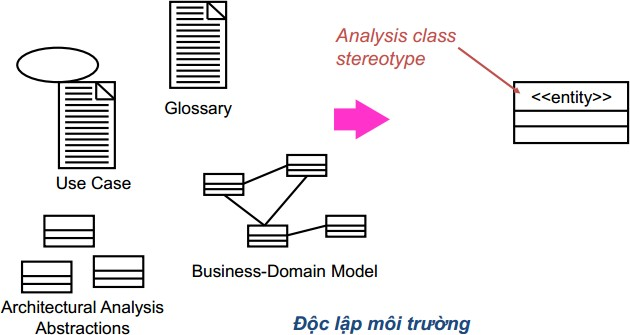 Glossary
Use Case
Architectural Analysis
Abstractions
Business-Domain Model
Analysis class
stereotype
<<entity>>
Độc lập môi trường